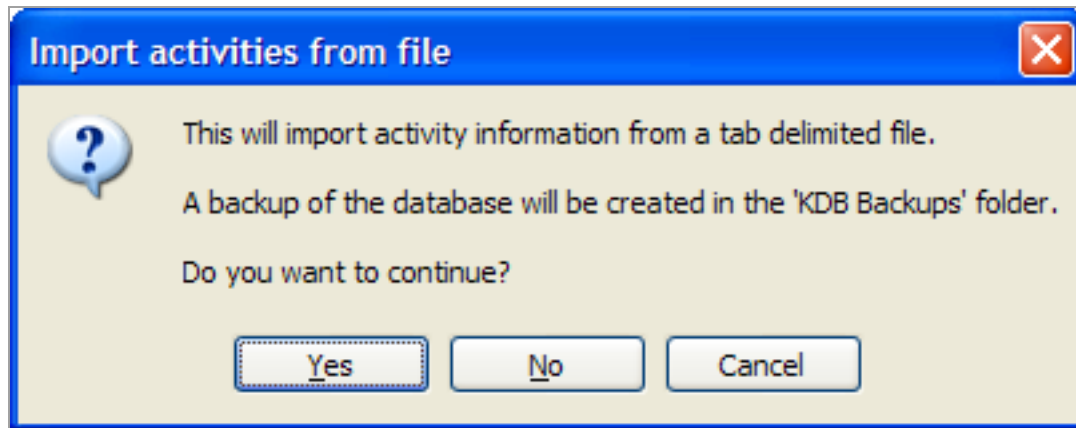 Import activities from file
This will import activity information from a tab delimited file.
A backup of the database will be created in the 'KDB Backups' folder.
Do you want to continue?
Yes No Cancel